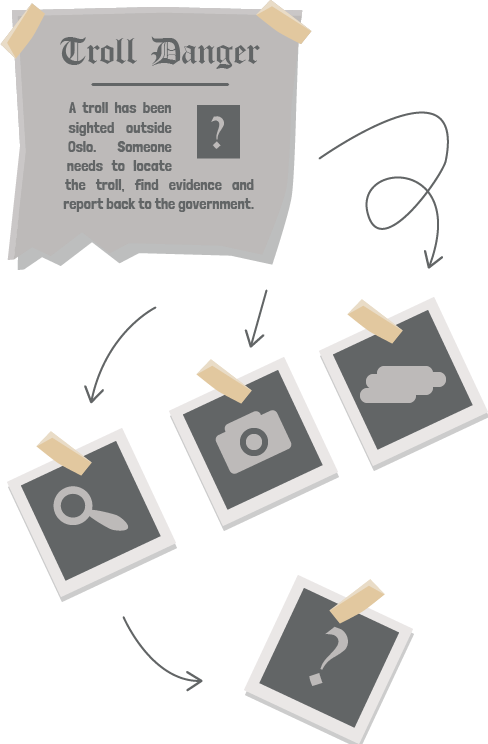 Troll Danger
A troll has been
sighted outside
Oslo. Someone
needs to locate
the troll, find evidence and
report back to the government.
?
?